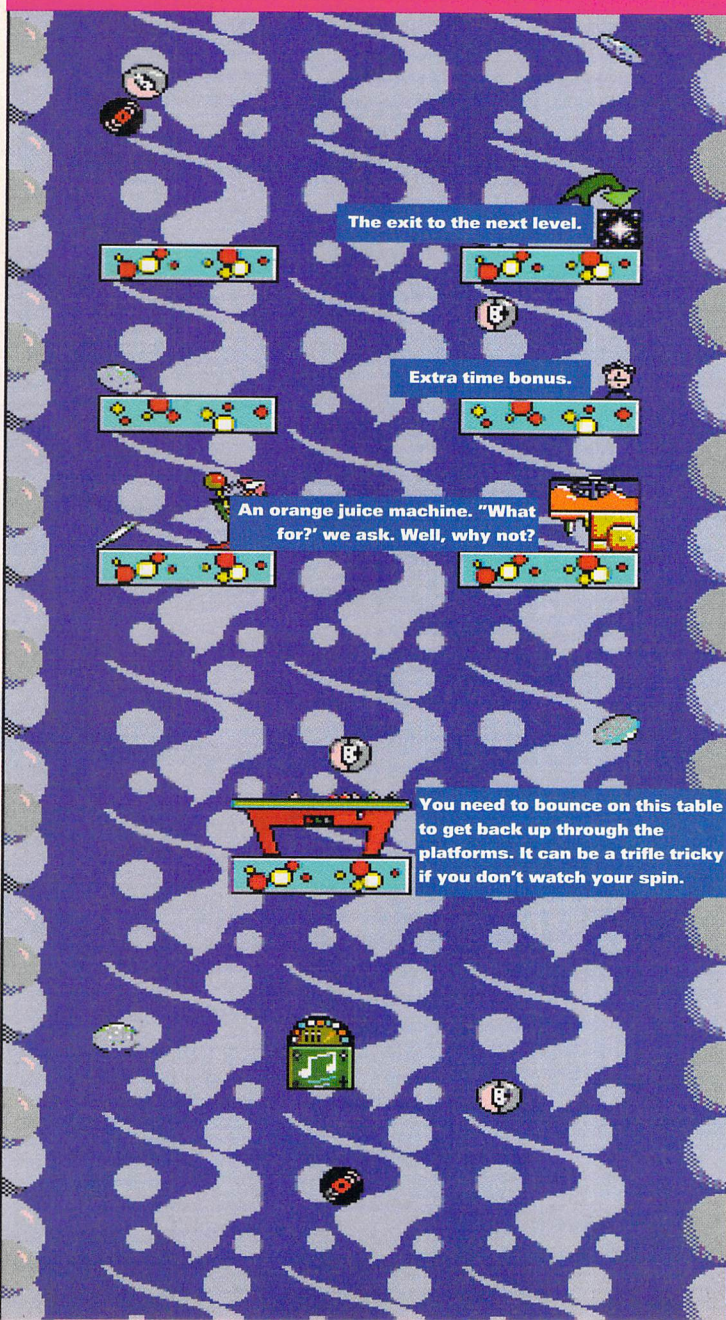 The exit to the next level.
Extra time bonus.
An orange juice machine. "What
for?' we ask. Well, why not?
You need to bounce on this table
to get back up through the
platforms. It can be a trifle tricky
if you don't watch your spin.